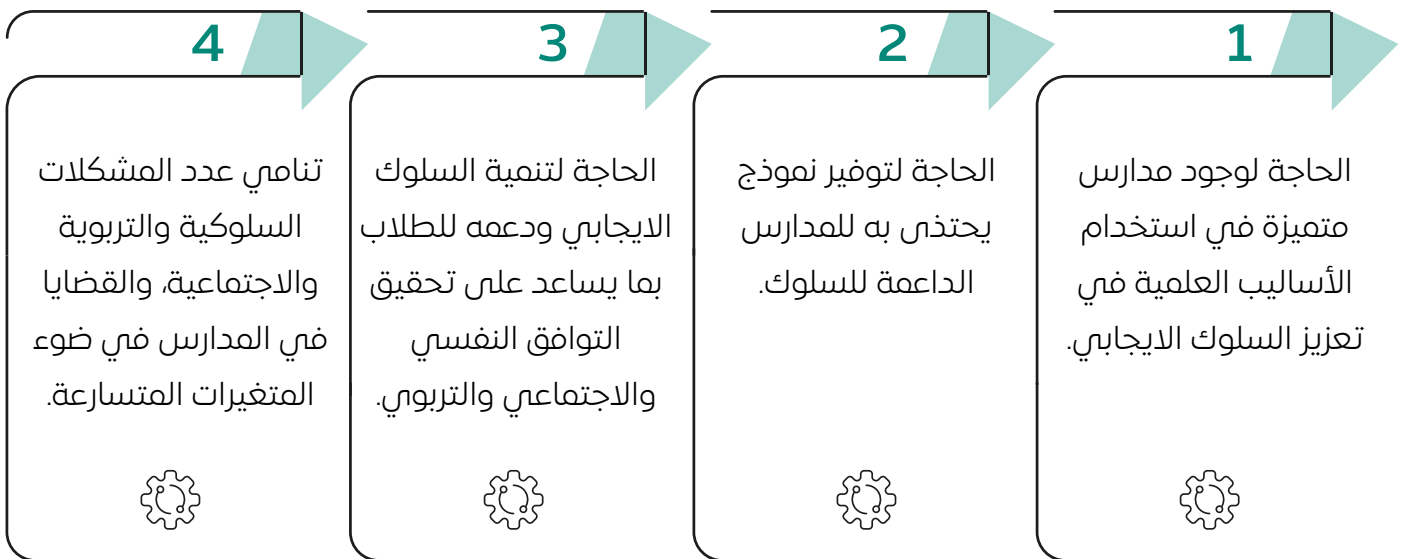 1
الحاجة لوجود مدارس
متميزة في استخدام
الأساليب العلمية في
تعزيز السلوك الايجابي.
2
الحاجة لتوفير نموذج
يحتذى به للمدارس
الداعمة للسلوك.
3
الحاجة لتنمية السلوك
الايجابي ودعمه للطلاب
بما يساعد على تحقيق
التوافق النفسي
والاجتماعي والتربوي.
4
تنامي عدد المشكلات
السلوكية والتربوية
والاجتماعية، والقضايا
في المدارس في ضوء
المتغيرات المتسارعة.